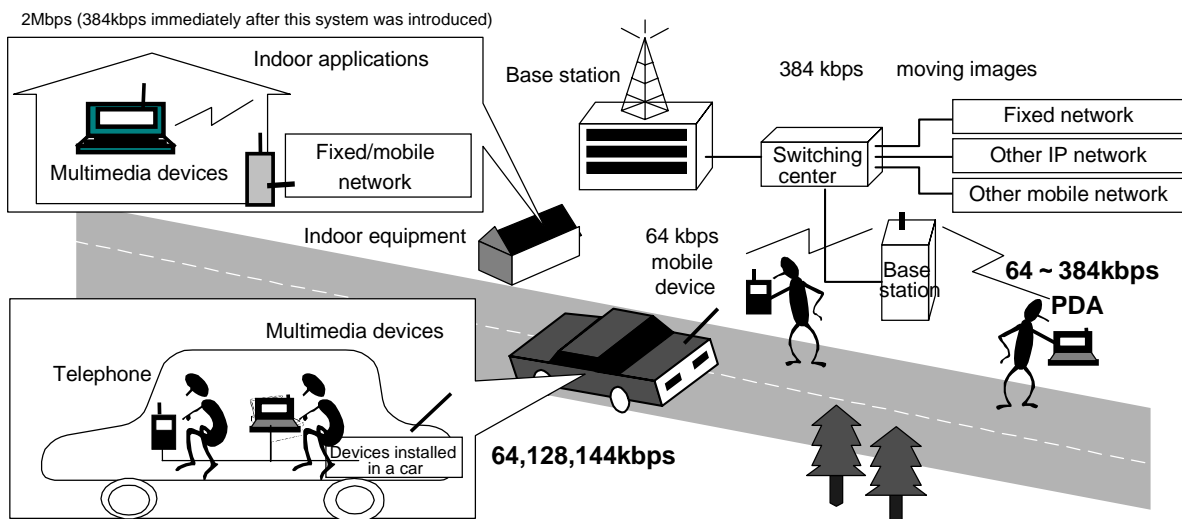 2Mbps (384kbps immediately after this system was introduced)
Indoor applications
Multimedia devices
Fixed/mobile
network
Base station
384 kbps moving images
Switching
center
Fixed network
Other IP network
Other mobile network
Indoor equipment
64 kbps
mobile
device
Base
station
64 ~ 384kbps
PDA
Multimedia devices
Telephone
Devices installed
in a car
64,128,144kbps